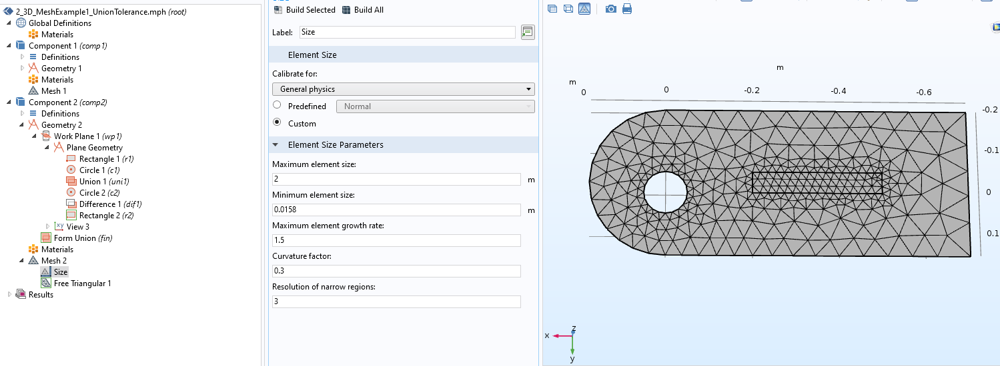 2_3D_MeshExample1_UnionTolerance.mph (root)
Global Definitions
Materials
Component 1 (comp1)
Definitions
Geometry 1
Materials
Mesh 1
Component 2 (comp2)
Definitions
Geometry 2
Work Plane 1 (wp1)
Plane Geometry
Rectangle 1 (r1)
Circle 1 (c1)
Union 1 (uni1)
Circle 2 (c2)
Difference 1 (dif1)
Rectangle 2 (r2)
xy View 3
Form Union (fin)
Materials
Mesh 2
Size
Free Triangular 1
Results
Build Selected Build All
Label: Size
Element Size
Calibrate for:
General physics
Predefined Normal
Custom
Element Size Parameters
Maximum element size:
2 m
Minimum element size:
0.0158 m
Maximum element growth rate:
1.5
Curvature factor:
0.3
Resolution of narrow regions:
3
m
m
0 0 -0.2 -0.4 -0.6
-0.2
-0.1
0
0.1
z
x
y